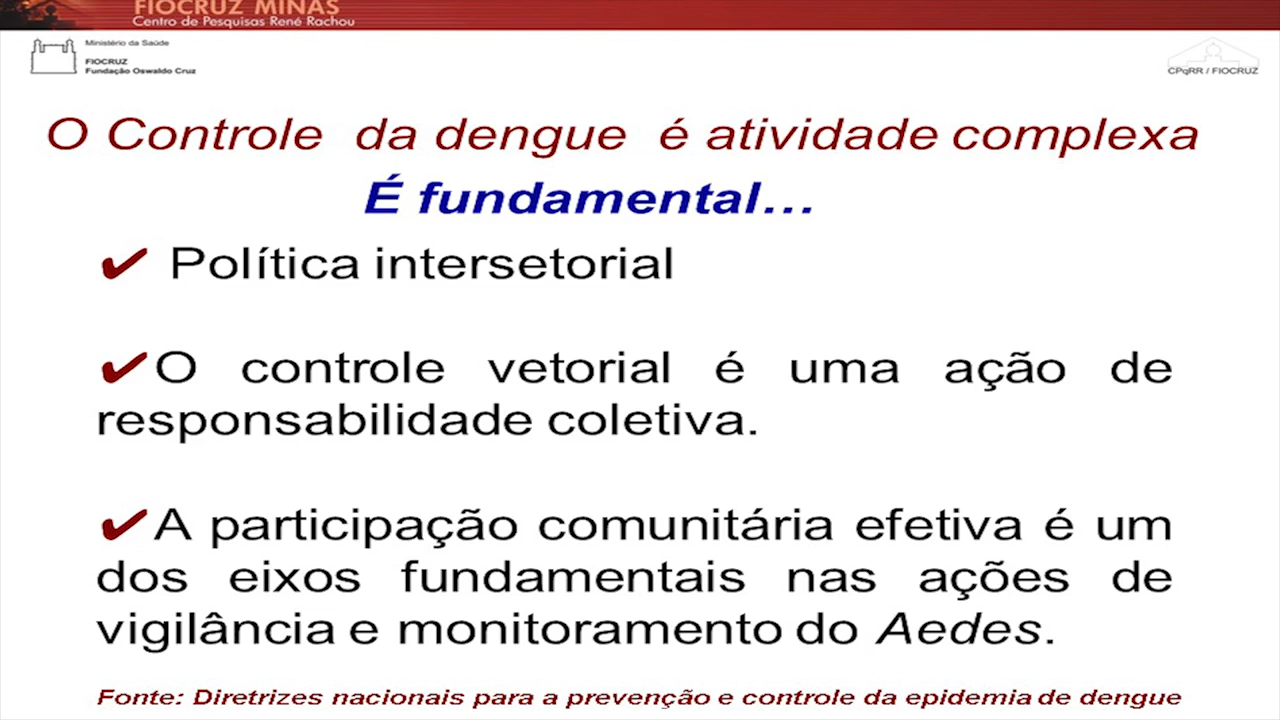 FIOCRUZ MINAS
Centro de Pesquisas René Rachou
Ministério da Saúde
FIOCRUZ
Fundação Oswaldo Cruz
CPqRR / FIOCRUZ
O Controle da dengue é atividade complexa
É fundamental...
✔ Política intersetorial
✔O controle vetorial é uma ação de
responsabilidade coletiva.
✔A participação comunitária efetiva é um
dos eixos fundamentais nas ações de
vigilância e monitoramento do Aedes.
Fonte: Diretrizes nacionais para a prevenção e controle da epidemia de dengue